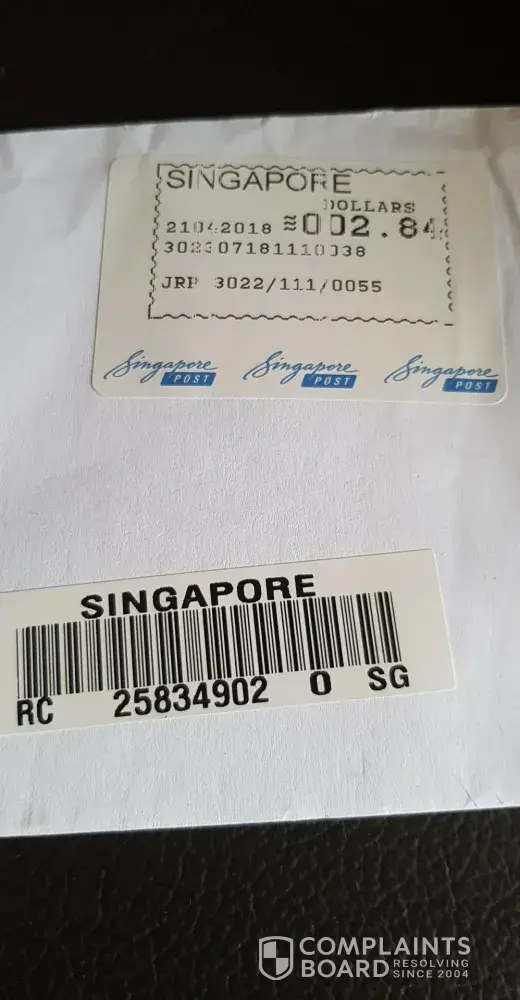 SINGAPORE
DOLLARS
21042018 ≈002.84
JRP 3022/111/0055
Singapore POST Singapore POST Singapore POST
SINGAPORE
RC 25834902 0 SG
COMPLAINTS
BOARD RESOLVING
SINCE 2004